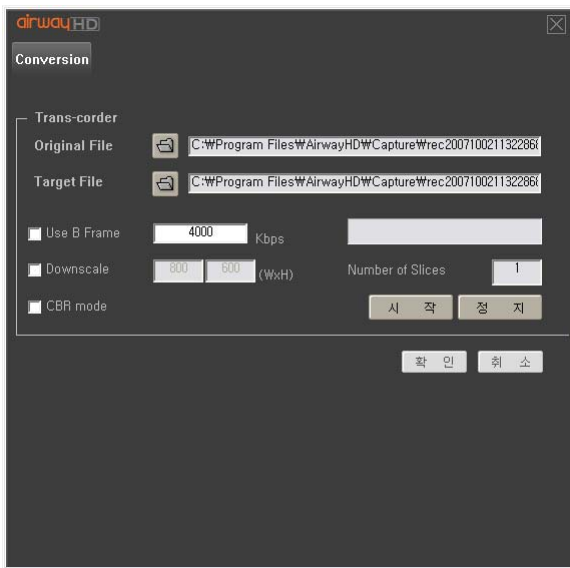 airwayHD
Conversion
Trans-corder
Original File C:₩Program Files₩AirwayHD₩Capture₩rec2007100211322866
Target File C:₩Program Files₩AirwayHD₩Capture₩rec2007100211322866
Use B Frame 4000 Kbps
Downscale 800 600 (WxH) Number of Slices 1
CBR mode 시 작 정 지
확 인 취 소